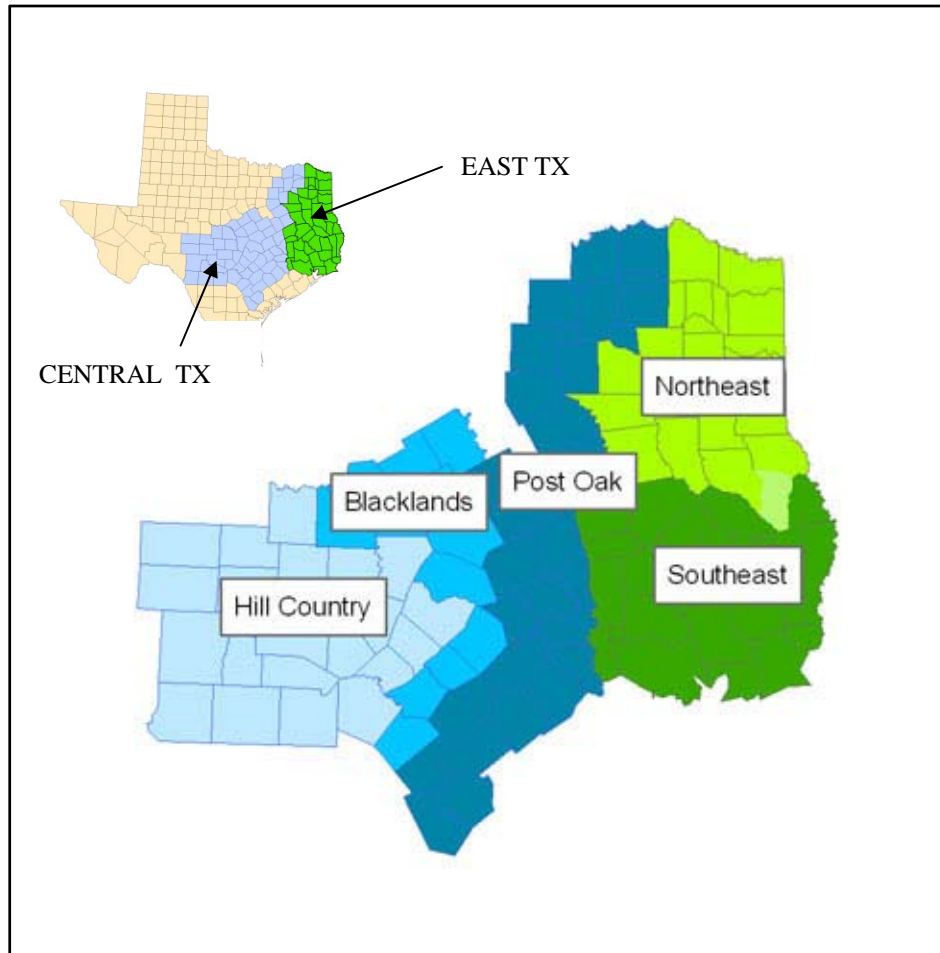 EAST TX
CENTRAL TX
Northeast
Post Oak
Blacklands
Southeast
Hill Country